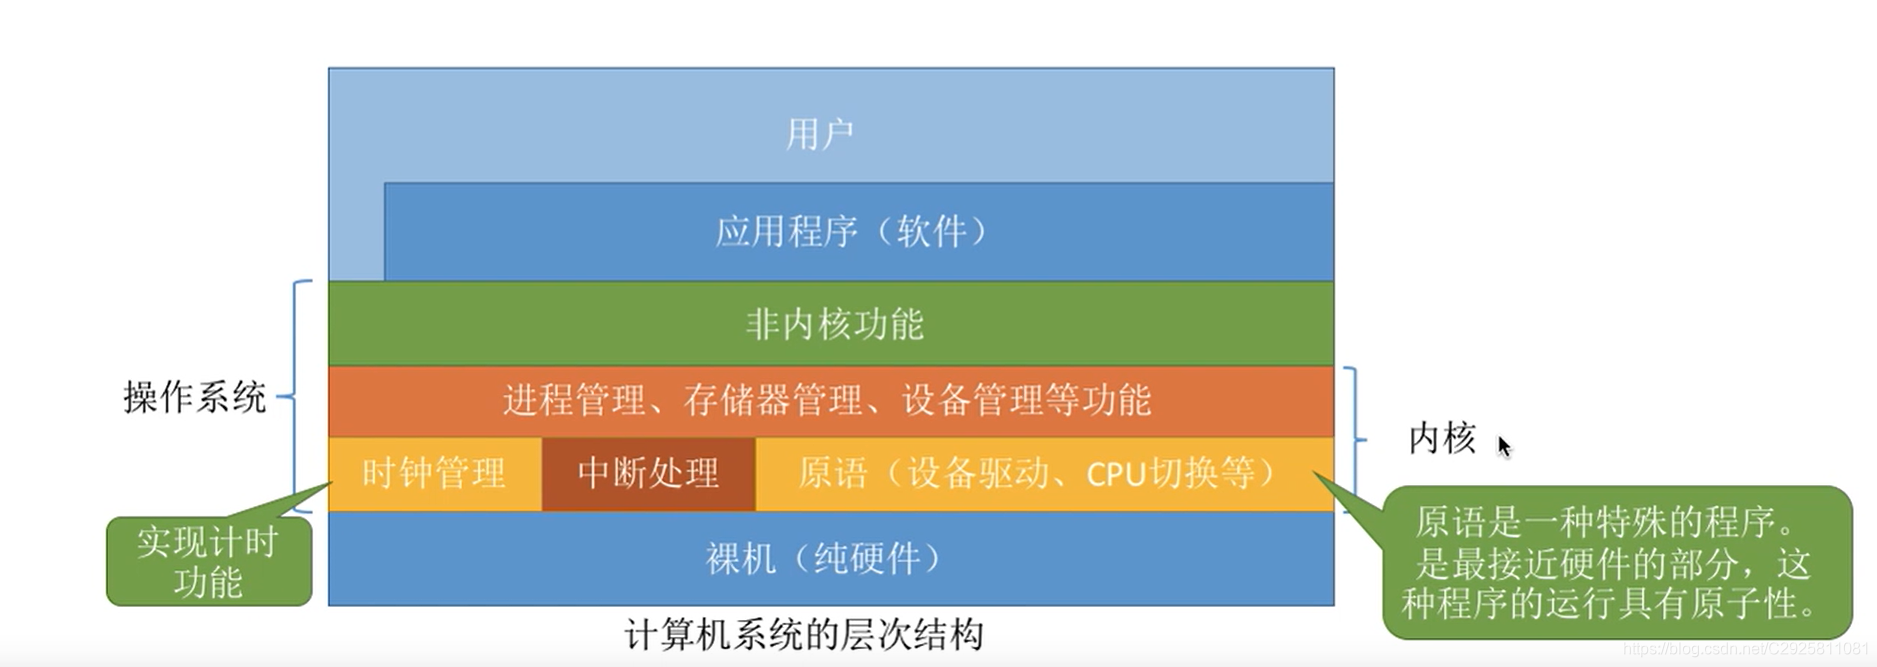 用户
应用程序（软件）
非内核功能
操作系统
进程管理、存储器管理、设备管理等功能
内核
时钟管理
中断处理
原语（设备驱动、CPU切换等）
实现计时
功能
原语是一种特殊的程序。
是最接近硬件的部分，这
种程序的运行具有原子性。
裸机（纯硬件）
计算机系统的层次结构
https://blog.csdn.net/C2925811081